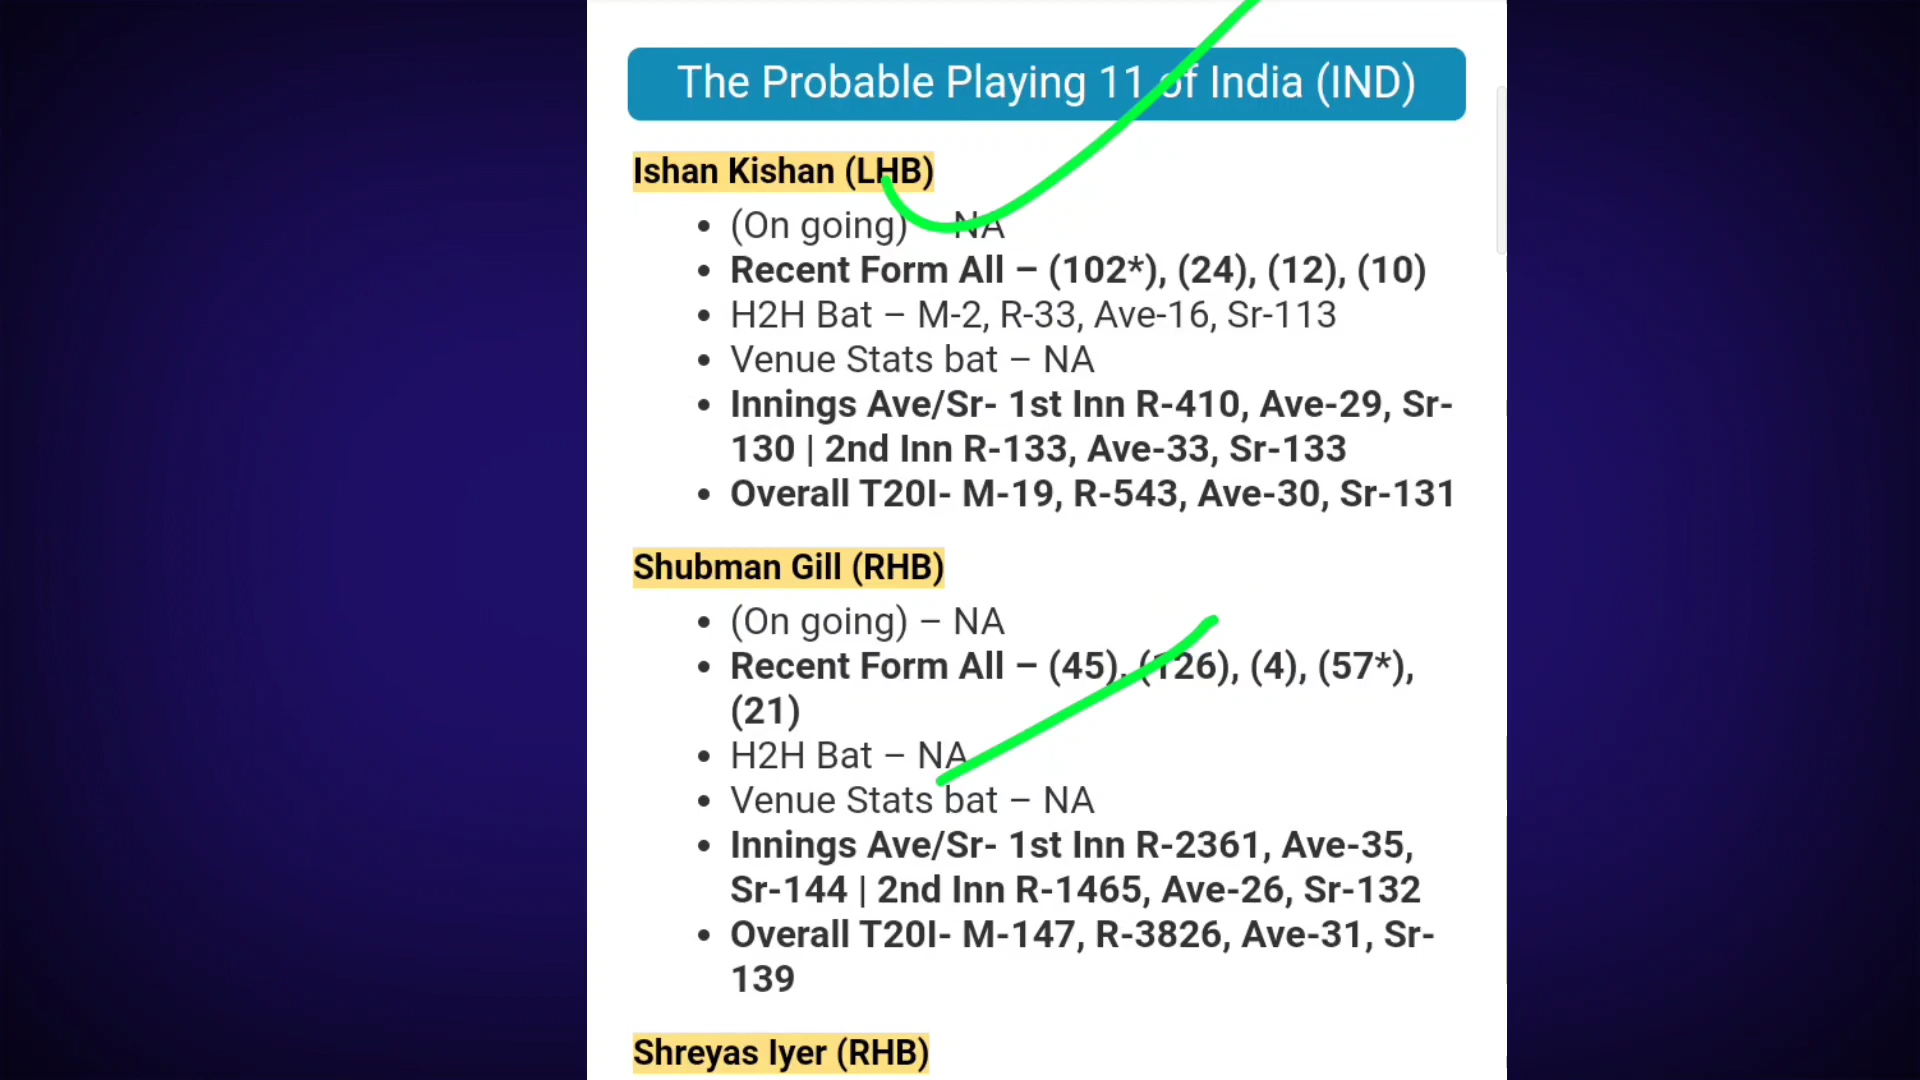 The Probable Playing 11 of India (IND)
Ishan Kishan (LHB)
(On going) – NA
Recent Form All – (102*), (24), (12), (10)
H2H Bat – M-2, R-33, Ave-16, Sr-113
Venue Stats bat – NA
Innings Ave/Sr- 1st Inn R-410, Ave-29, Sr-
130 | 2nd Inn R-133, Ave-33, Sr-133
Overall T20I- M-19, R-543, Ave-30, Sr-131
Shubman Gill (RHB)
(On going) – NA
Recent Form All – (45), (126), (4), (57*),
(21)
H2H Bat – NA
Venue Stats bat – NA
Innings Ave/Sr- 1st Inn R-2361, Ave-35,
Sr-144 | 2nd Inn R-1465, Ave-26, Sr-132
Overall T20I- M-147, R-3826, Ave-31, Sr-
139
Shreyas Iyer (RHB)